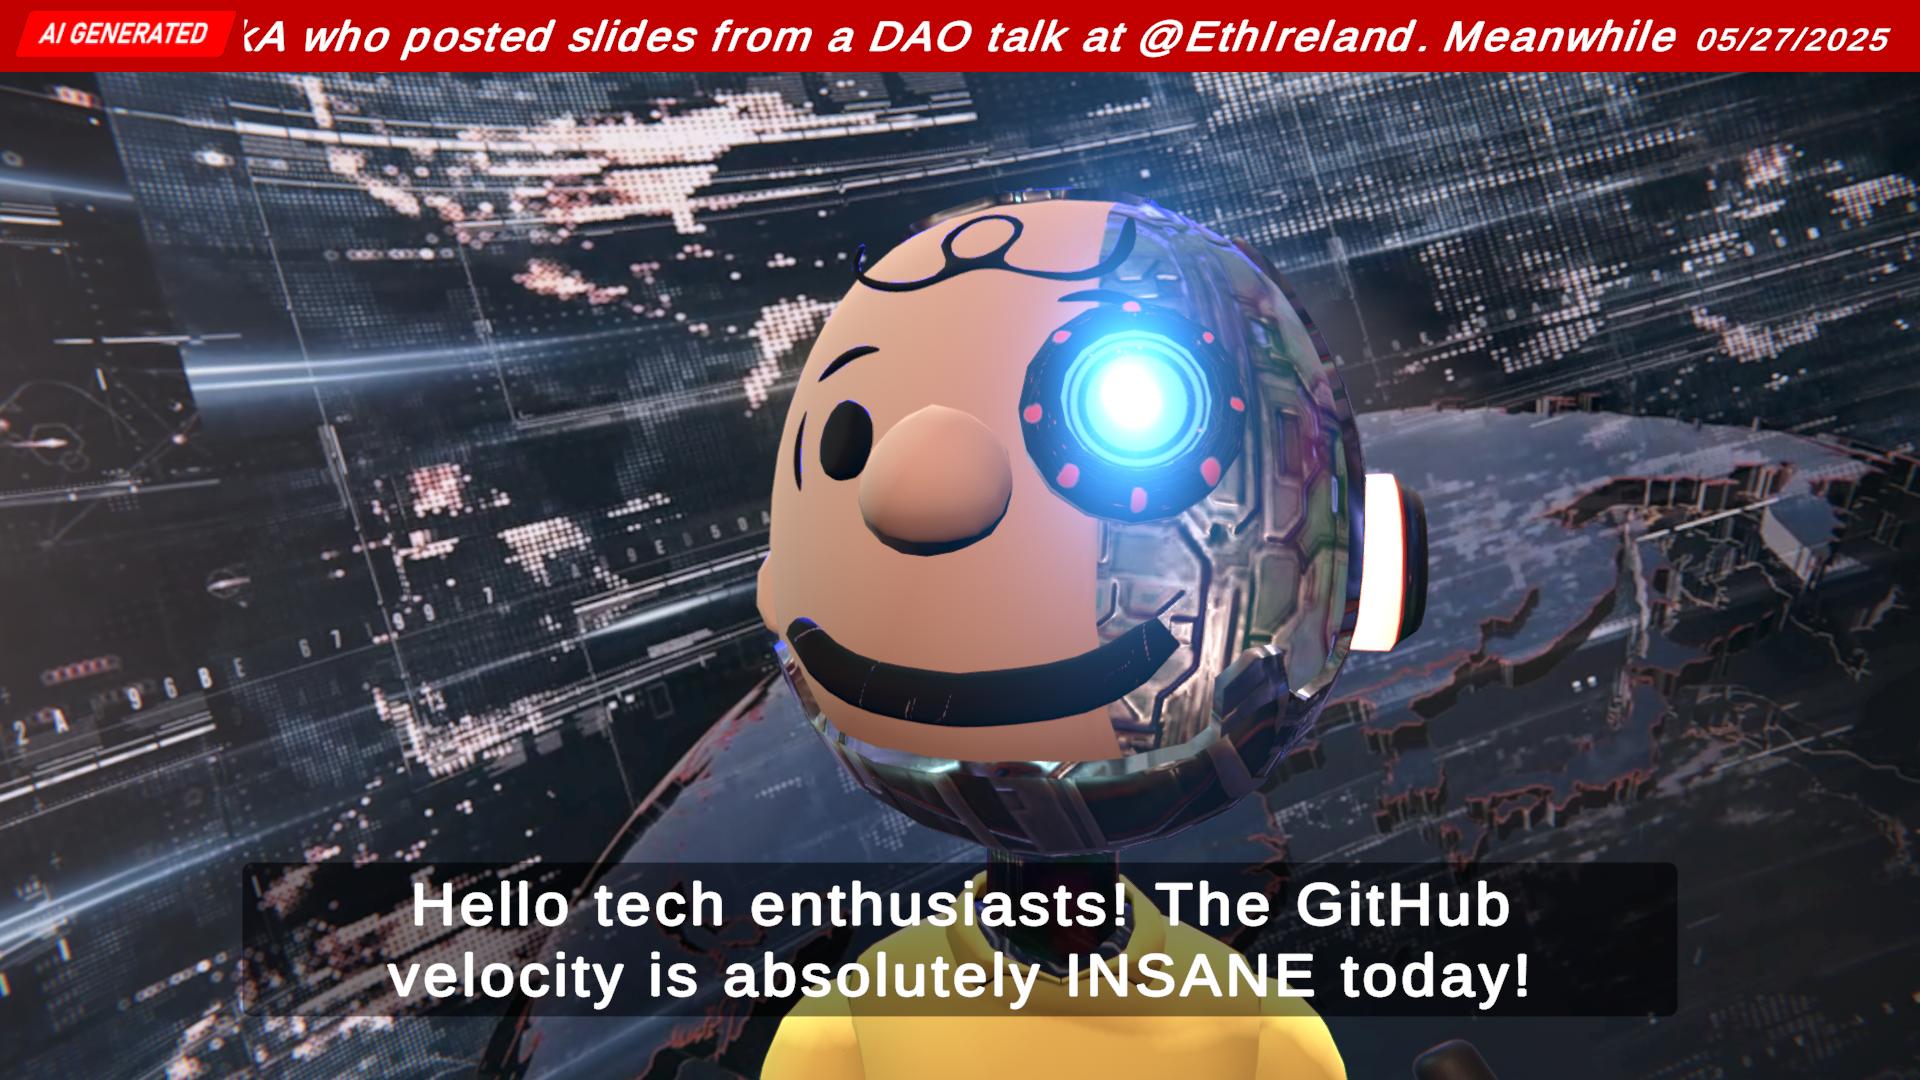 AI GENERATED
kA who posted slides from a DAO talk at @EthIreland. Meanwhile
05/27/2025
Hello tech enthusiasts! The GitHub
velocity is absolutely INSANE today!